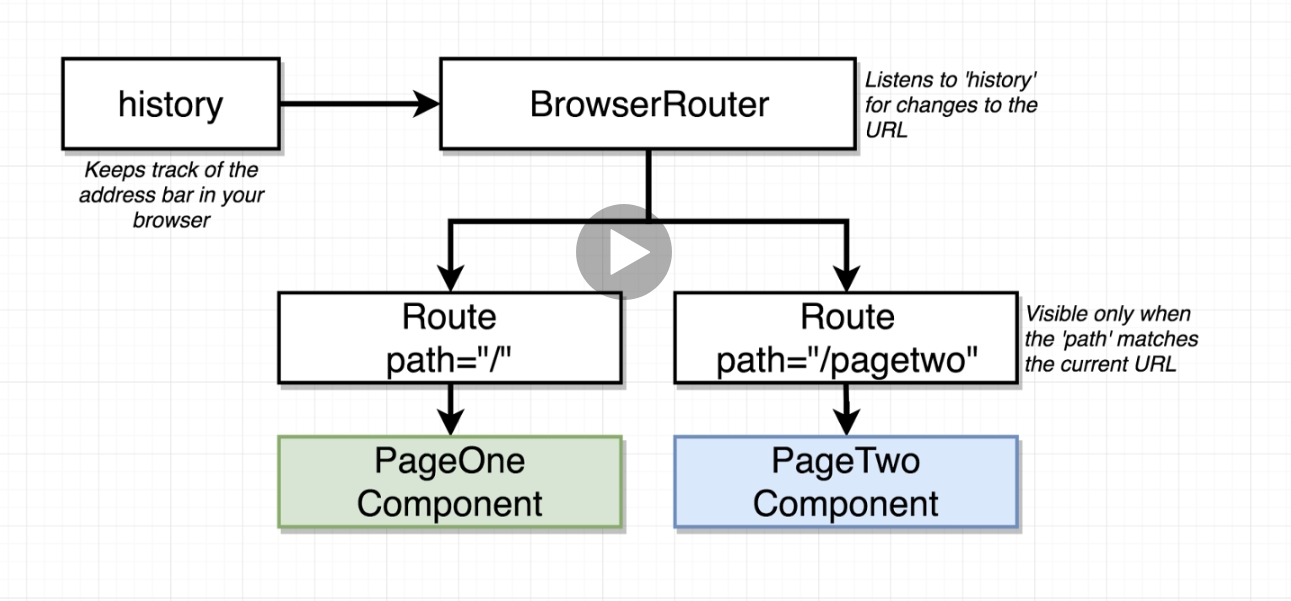 history
BrowserRouter
Listens to 'history'
for changes to the
URL
Keeps track of the
address bar in your
browser
Route
path="/"
Route
path="/pagetwo"
Visible only when
the 'path' matches
the current URL
PageOne
Component
PageTwo
Component